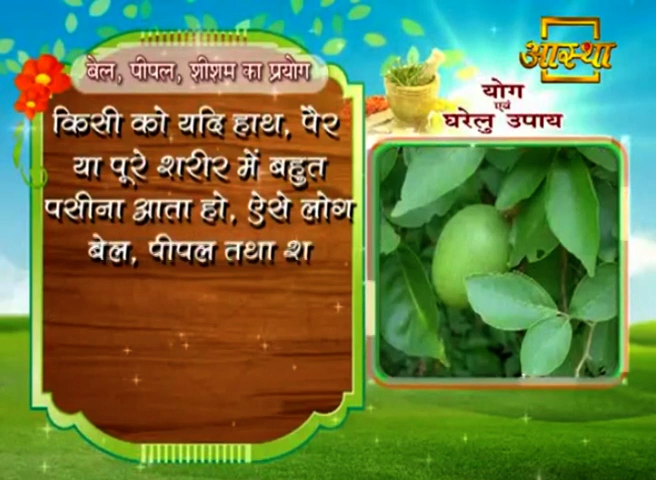 आस्था
बेल, पीपल, शीशम का प्रयोग
योग
एवं
घरेलु उपाय
किसी को यदि हाथ, पैर
या पूरे शरीर में बहुत
पसीना आता हो, ऐसे लोग
बेल, पीपल तथा श